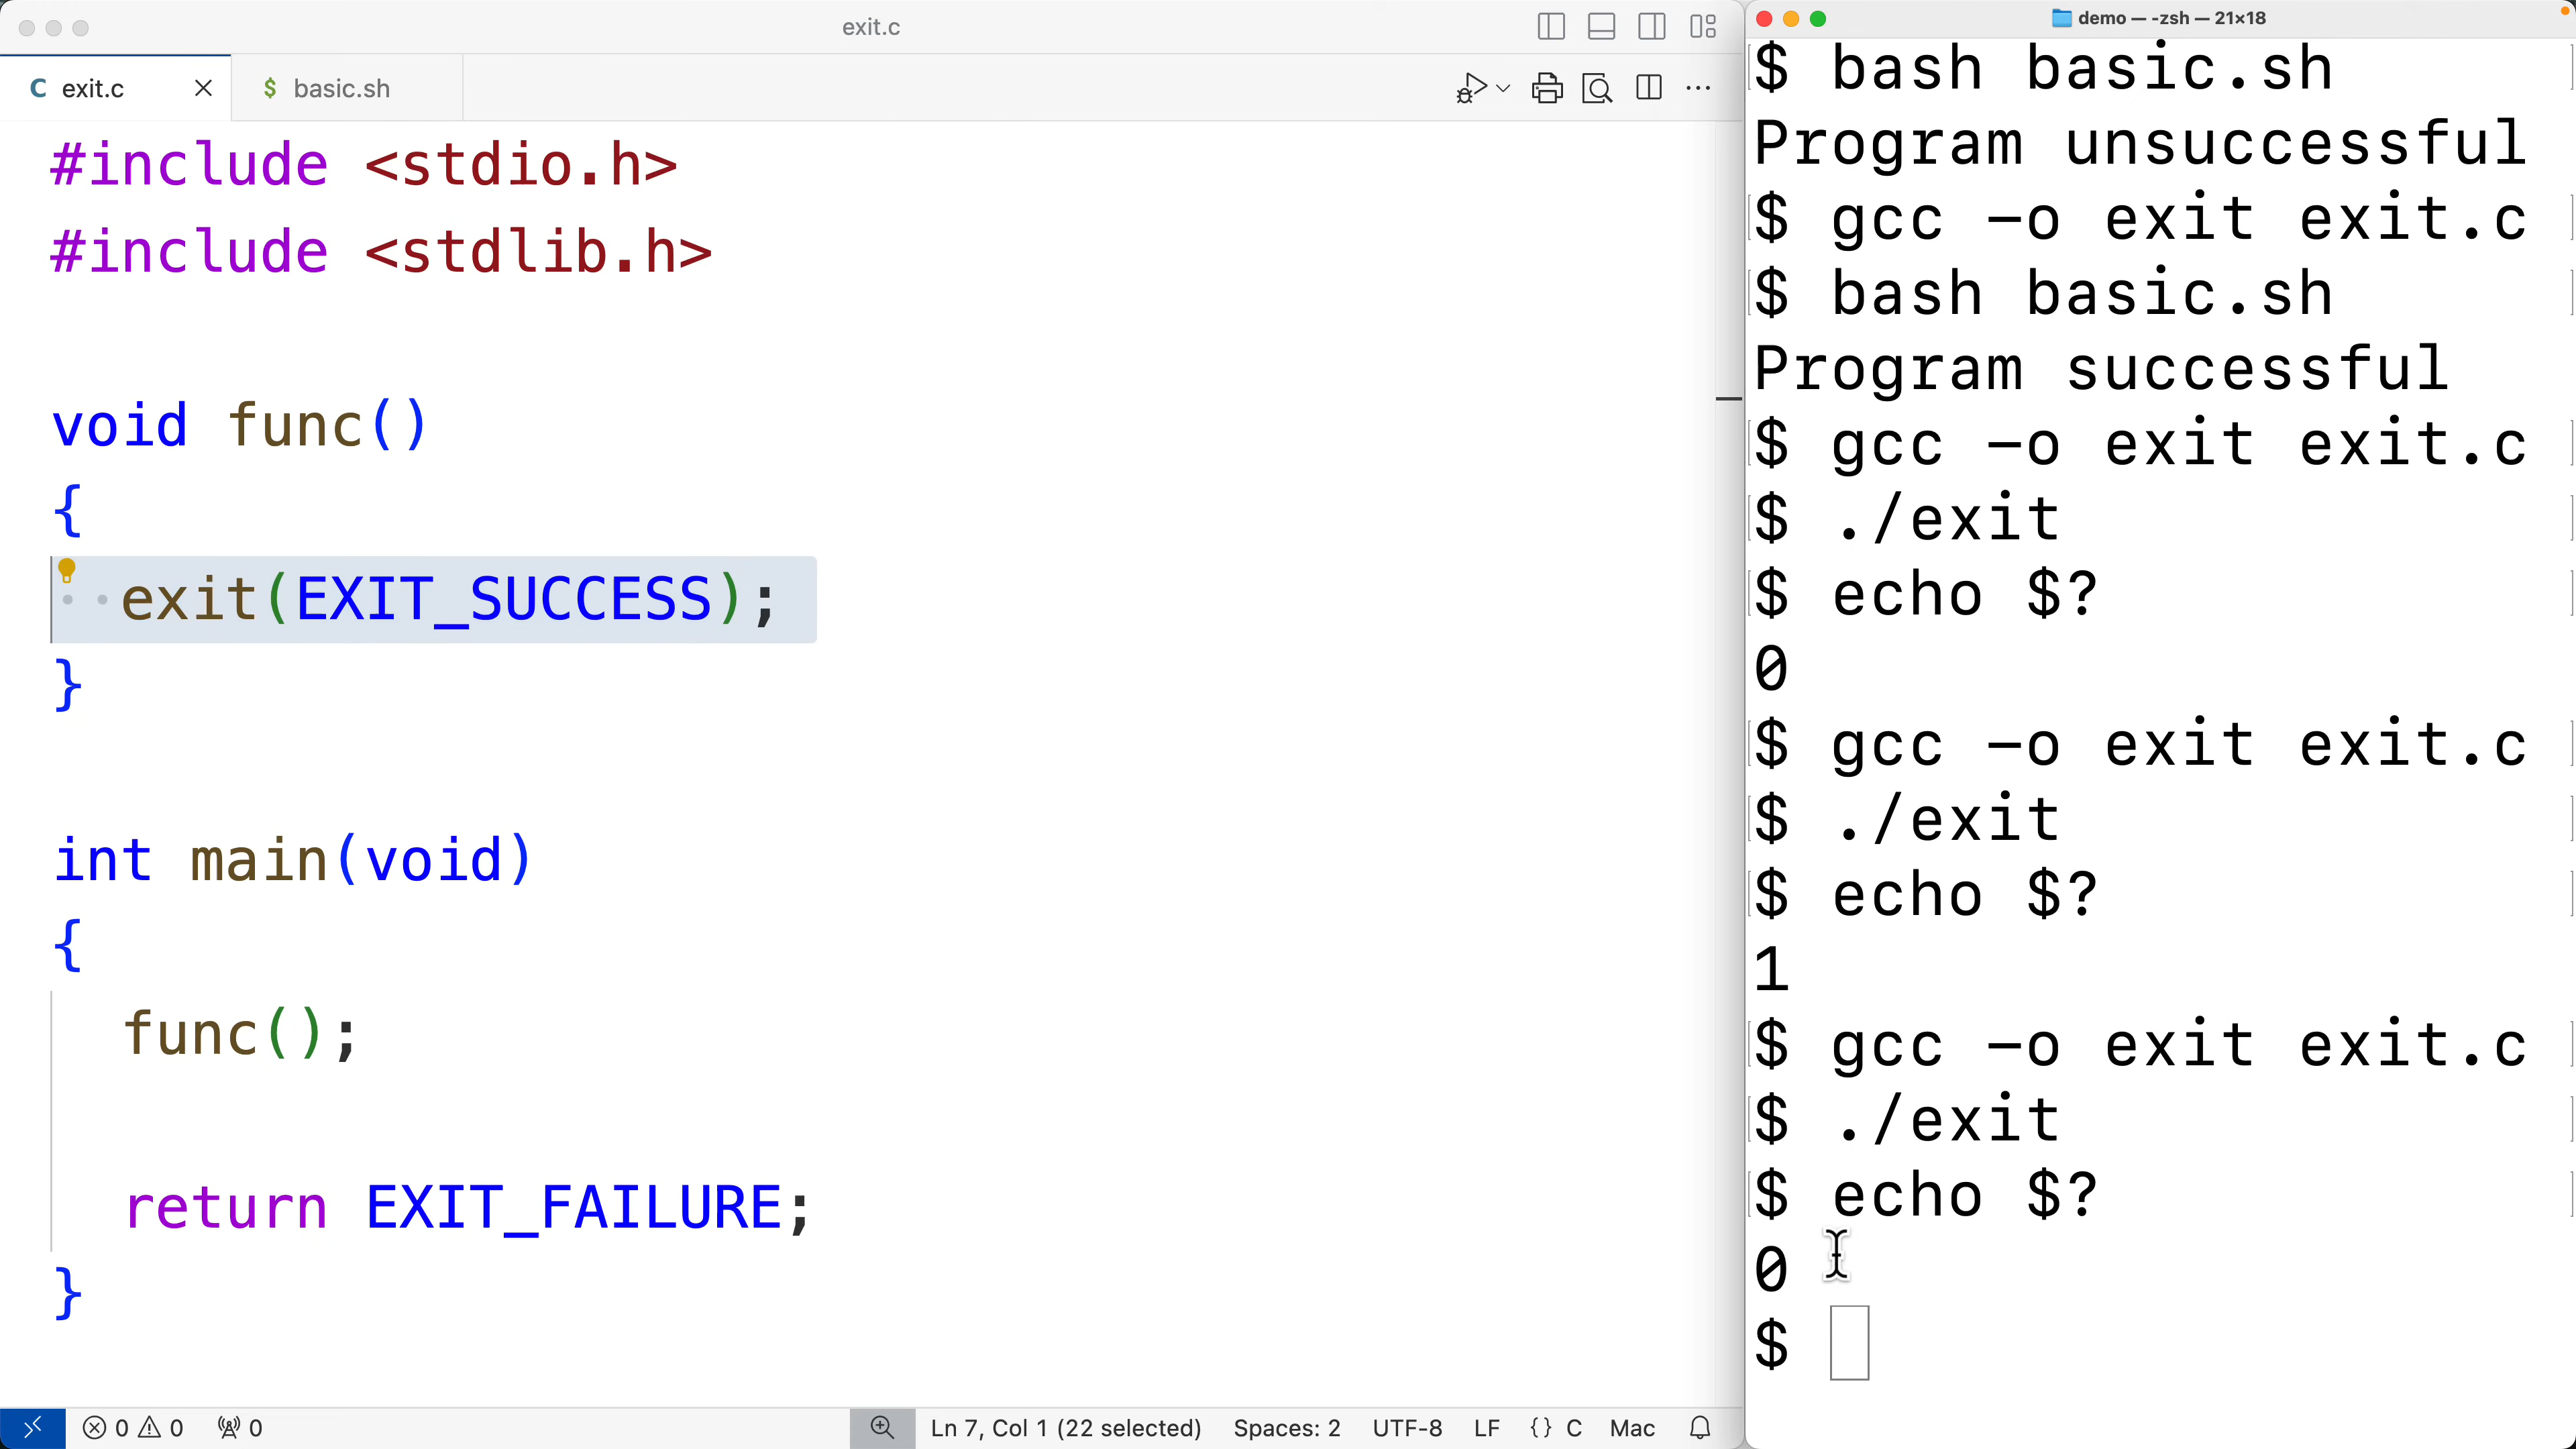 exit.c
C exit.c
$ basic.sh
#include <stdio.h>
#include <stdlib.h>
void func()
{
exit(EXIT_SUCCESS);
}
int main(void)
{
func();
return EXIT_FAILURE;
}
0 0 0
Ln 7, Col 1 (22 selected) Spaces: 2 UTF-8 LF {} C Mac
demo — -zsh — 21×18
$ bash basic.sh
Program unsuccessful
$ gcc -o exit exit.c
$ bash basic.sh
Program successful
$ gcc -o exit exit.c
$ ./exit
$ echo $?
0
$ gcc -o exit exit.c
$ ./exit
$ echo $?
1
$ gcc -o exit exit.c
$ ./exit
$ echo $?
0
$